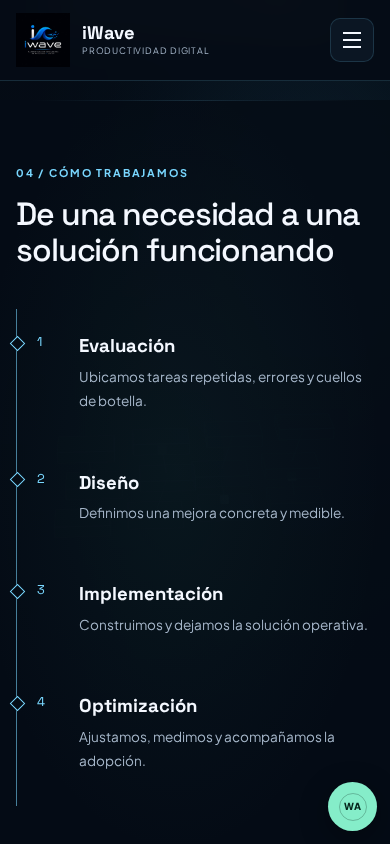 iwave
iWave
PRODUCTIVIDAD DIGITAL
04 / CÓMO TRABAJAMOS
De una necesidad a una
solución funcionando
1
Evaluación
Ubicamos tareas repetidas, errores y cuellos
de botella.
2
Diseño
Definimos una mejora concreta y medible.
3
Implementación
Construimos y dejamos la solución operativa.
4
Optimización
Ajustamos, medimos y acompañamos la
adopción.
WA